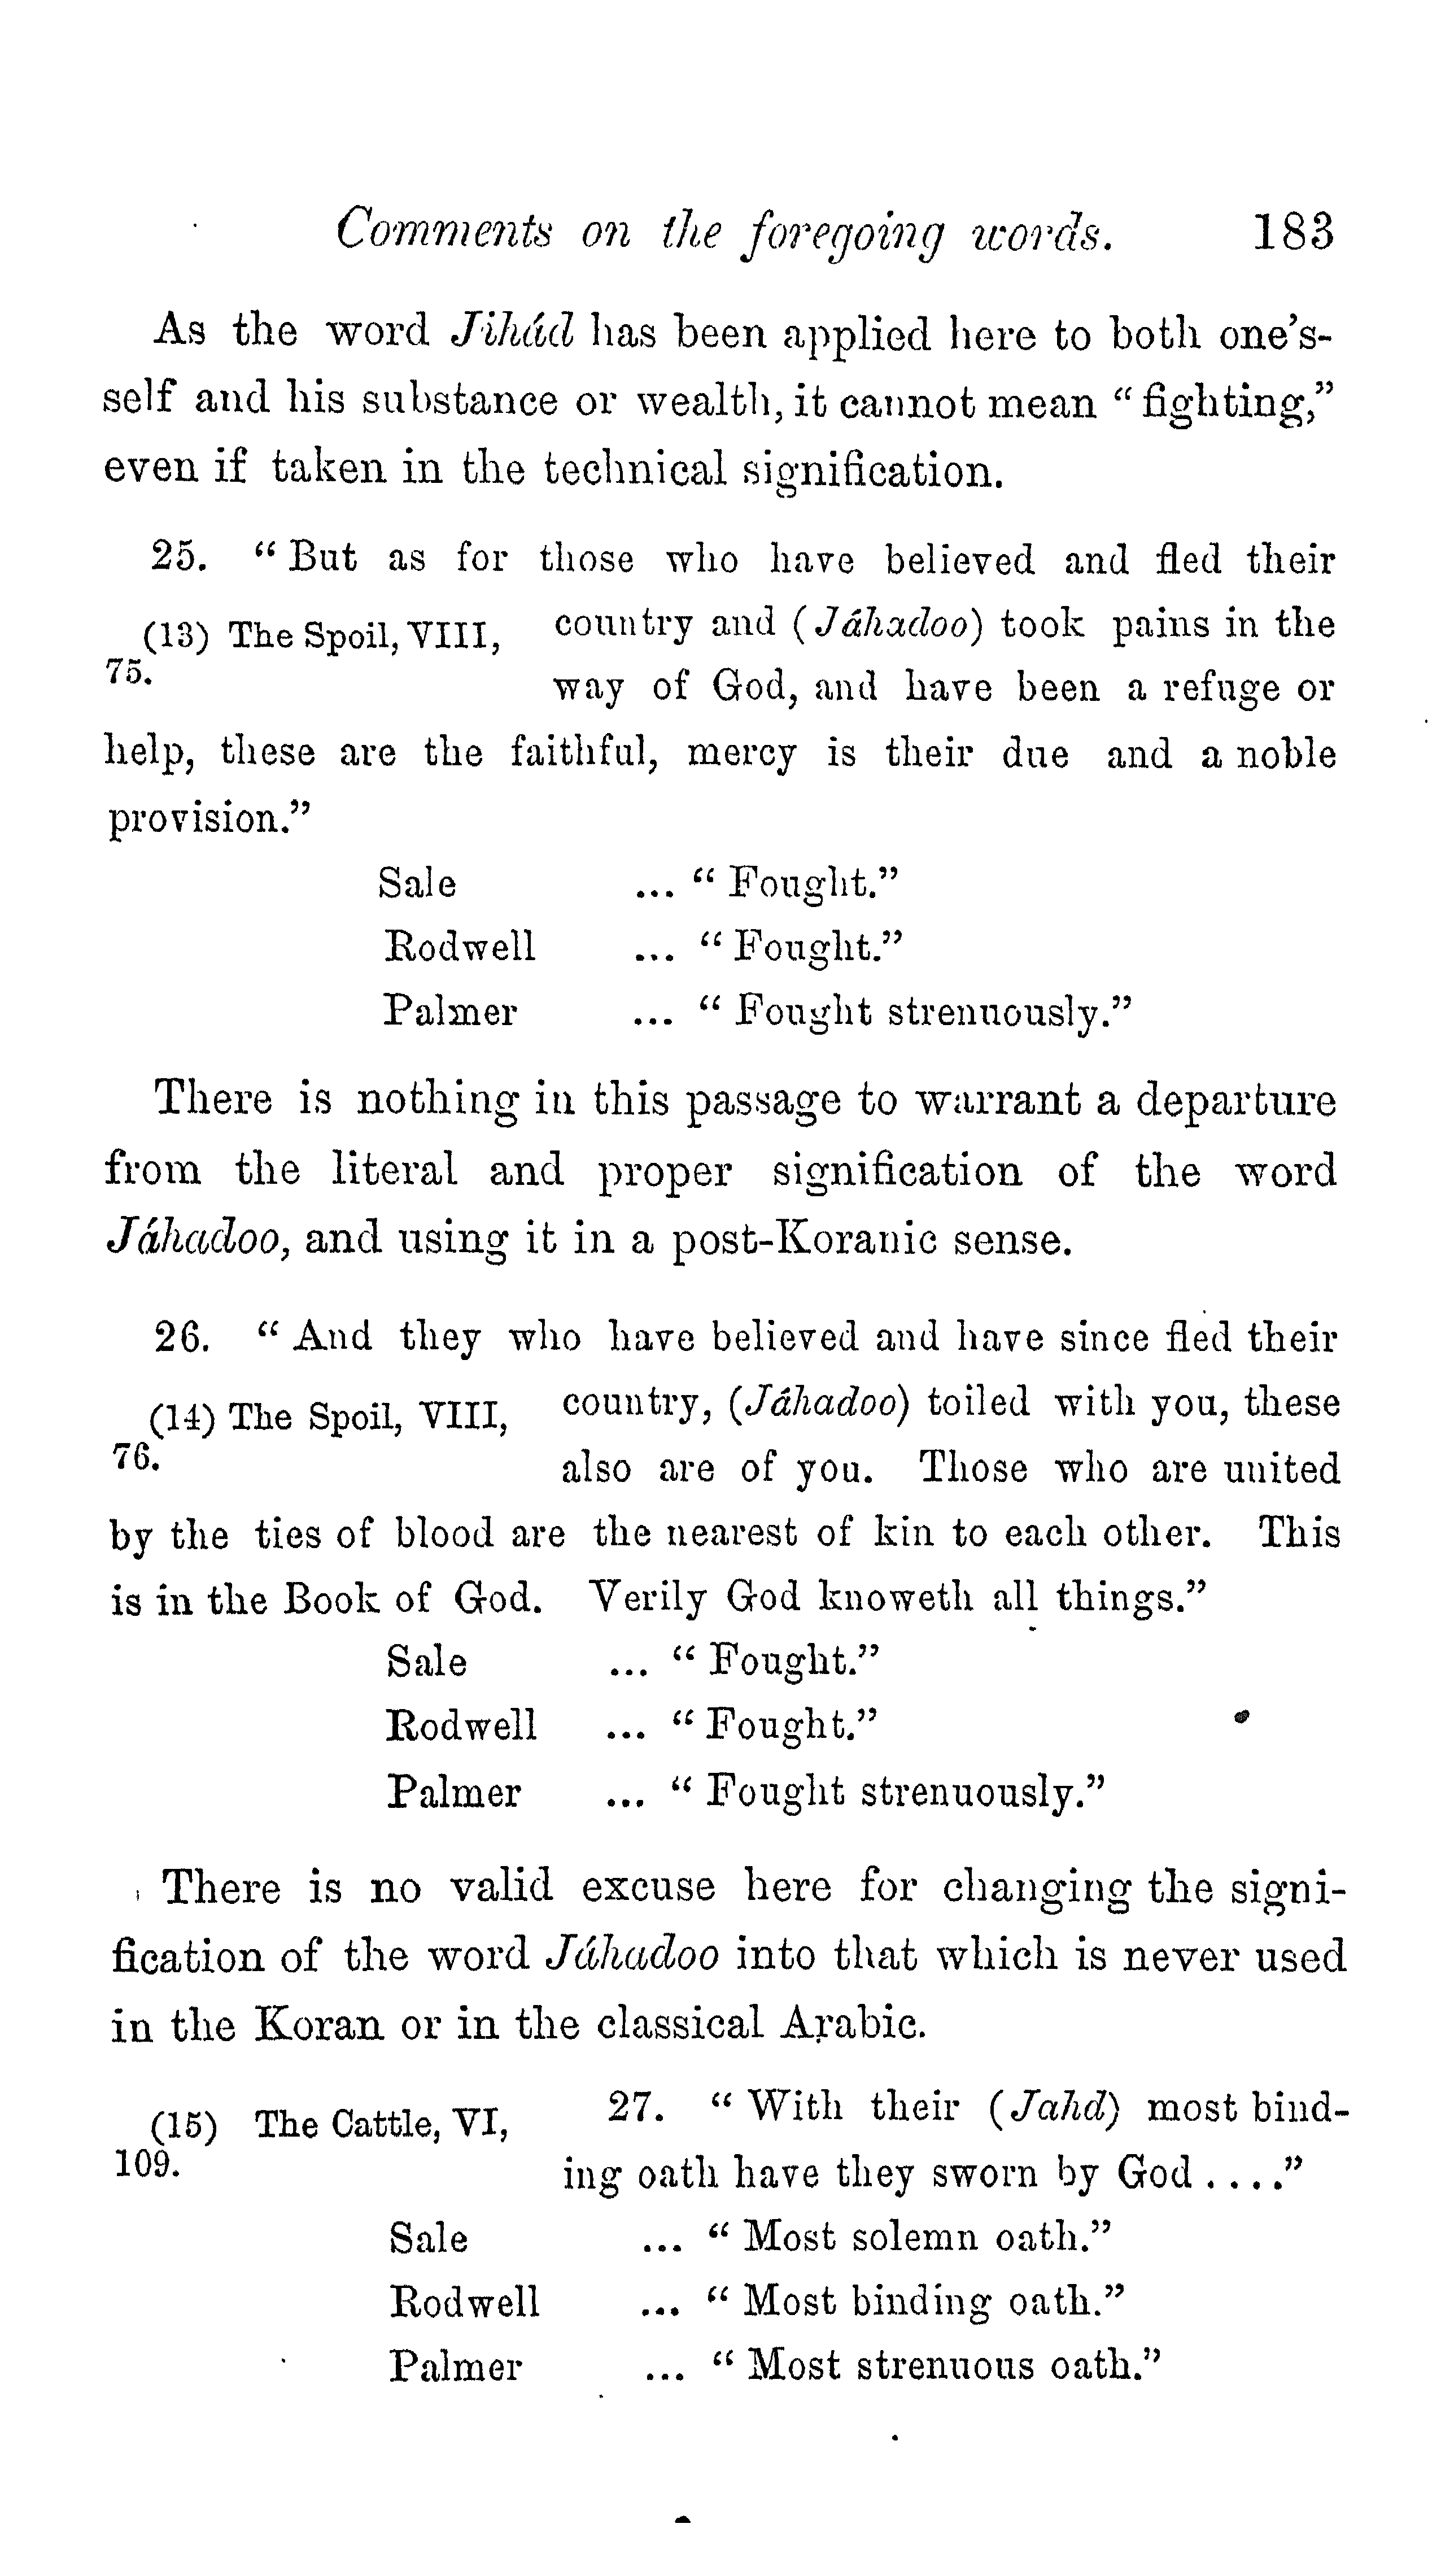 Comments on the foregoing words. 183
As the word Jihád has been applied here to both one's-
self and his substance or wealth, it cannot mean “fighting,”
even if taken in the technical signification.
25. “But as for those who have believed and fled their
(13) The Spoil, VIII, 75.
country and (Jáhadoo) took pains in the
way of God, and have been a refuge or
help, these are the faithful, mercy is their due and a noble
provision.”
Sale ... “Fought.”
Rodwell ... “Fought.”
Palmer ... “Fought strenuously.”
There is nothing in this passage to warrant a departure
from the literal and proper signification of the word
Jáhadoo, and using it in a post-Koranic sense.
26. “And they who have believed and have since fled their
(14) The Spoil, VIII, 76.
country, (Jáhadoo) toiled with you, these
also are of you. Those who are united
by the ties of blood are the nearest of kin to each other. This
is in the Book of God. Verily God knoweth all things.”
Sale ... “Fought.”
Rodwell ... “Fought.”
Palmer ... “Fought strenuously.”
There is no valid excuse here for changing the signi-
fication of the word Jáhadoo into that which is never used
in the Koran or in the classical Arabic.
(15) The Cattle, VI, 109.
27. “With their (Jahd) most bind-
ing oath have they sworn by God . . . .”
Sale ... “Most solemn oath.”
Rodwell ... “Most binding oath.”
Palmer ... “Most strenuous oath.”